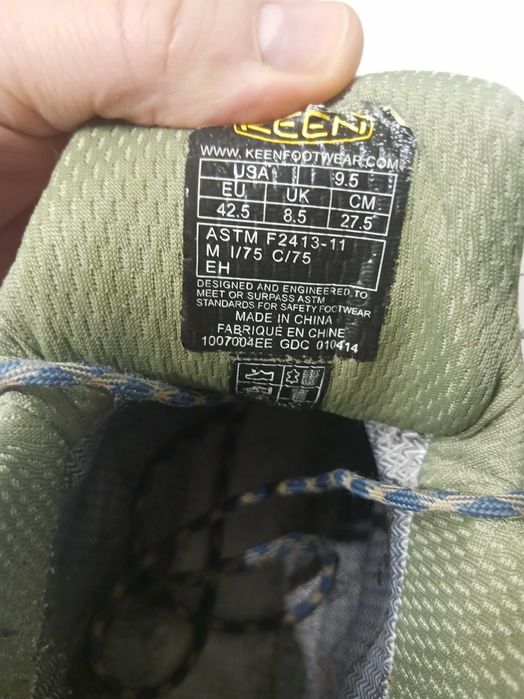 KEEN
WWW.KEENFOOTWEAR.COM
USA 9.5
EU UK CM
42.5 8.5 27.5
ASTM F2413-11
M I/75 C/75
EH
DESIGNED AND ENGINEERED TO
MEET OR SURPASS ASTM
STANDARDS FOR SAFETY FOOTWEAR
MADE IN CHINA
FABRIQUÉ EN CHINE
1007004EE GDC 010414